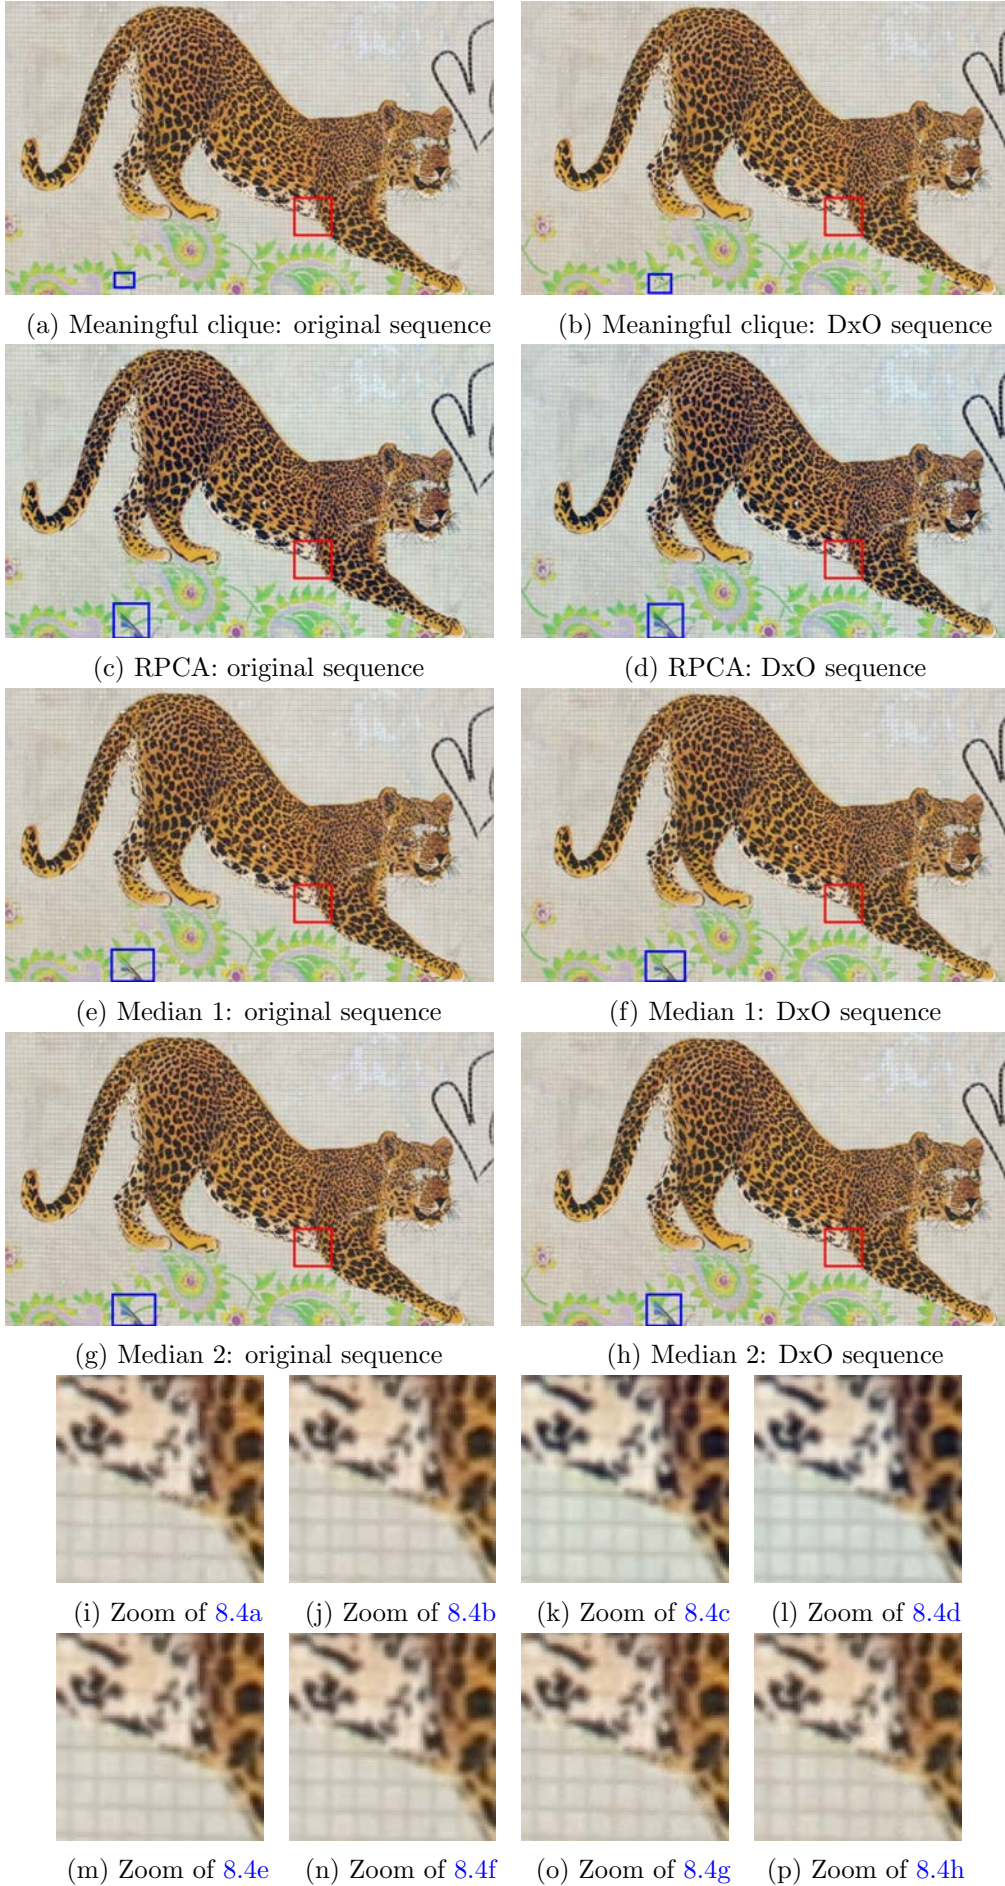 (a) Meaningful clique: original sequence
(b) Meaningful clique: DxO sequence
(c) RPCA: original sequence
(d) RPCA: DxO sequence
(e) Median 1: original sequence
(f) Median 1: DxO sequence
(g) Median 2: original sequence
(h) Median 2: DxO sequence
(i) Zoom of 8.4a
(j) Zoom of 8.4b
(k) Zoom of 8.4c
(l) Zoom of 8.4d
(m) Zoom of 8.4e
(n) Zoom of 8.4f
(o) Zoom of 8.4g
(p) Zoom of 8.4h